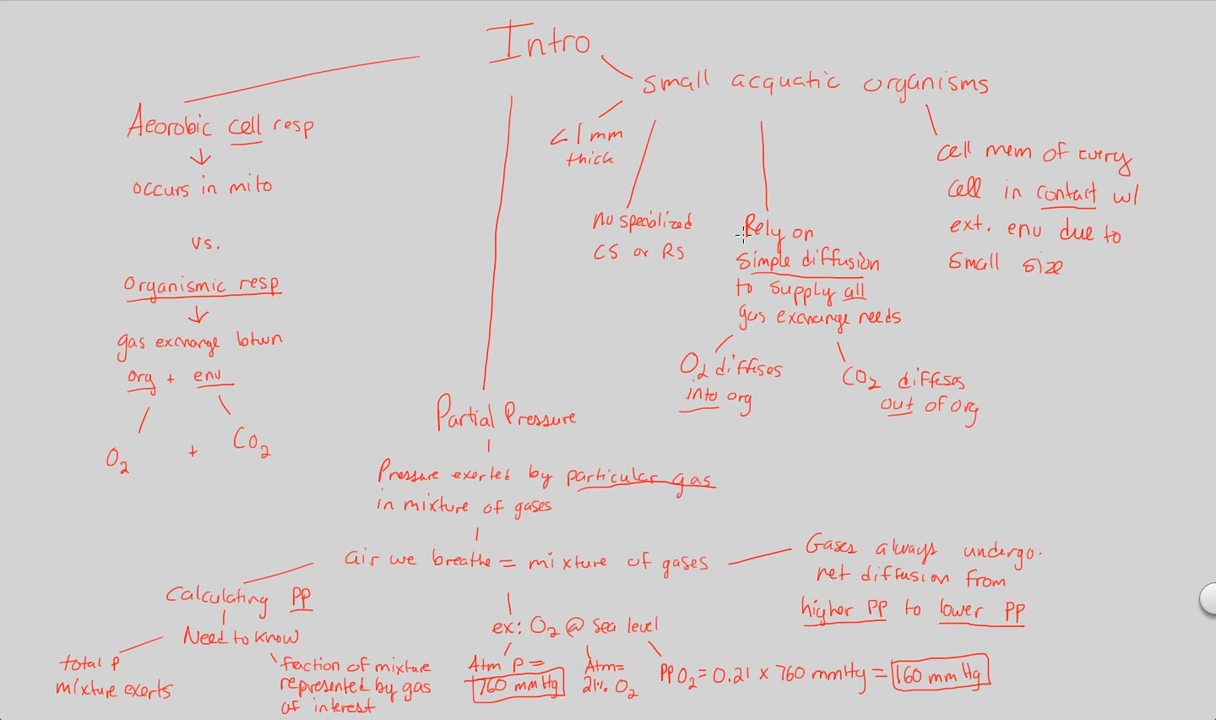 Intro
Aeorobic cell resp
occurs in mito
vs.
organismic resp
gas exchange btwn
org + env
O2 + CO2
Small acquatic organisms
< 1 mm
thick
No specialized
CS or RS
Rely on
simple diffusion
to supply all
gas exchange needs
O2 diffeses
into org
CO2 diffeses
out of org
cell mem of every
cell in contact w/
ext. env due to
small size
Partial Pressure
Pressure exerted by particular gas
in mixture of gases
air we breathe = mixture of gases
Gases always undergo
net diffusion from
higher PP to lower PP
Calculating PP
Need to know
total P
mixture exerts
faction of mixture
represented by gas
of interest
ex: O2 @ sea level
Atm P =
760 mm Hg
Atm=
21% O2
PPO2 = 0.21 x 760 mmHg = 160 mm Hg